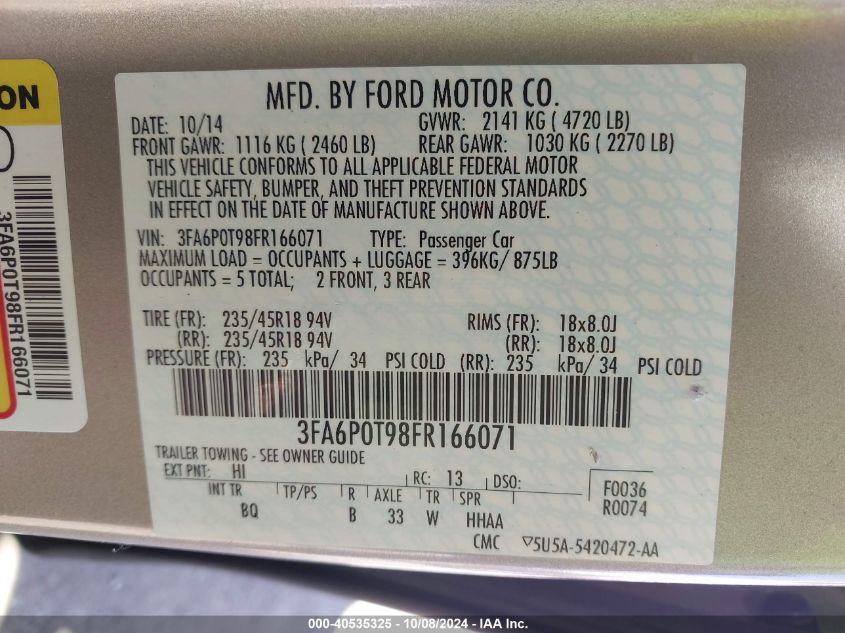 ON
3FA6P0T98FR166071
MFD. BY FORD MOTOR CO.
DATE: 10/14 GVWR: 2141 KG ( 4720 LB)
FRONT GAWR: 1116 KG ( 2460 LB) REAR GAWR: 1030 KG ( 2270 LB)
THIS VEHICLE CONFORMS TO ALL APPLICABLE FEDERAL MOTOR
VEHICLE SAFETY, BUMPER, AND THEFT PREVENTION STANDARDS
IN EFFECT ON THE DATE OF MANUFACTURE SHOWN ABOVE.
VIN: 3FA6P0T98FR166071 TYPE: Passenger Car
MAXIMUM LOAD = OCCUPANTS + LUGGAGE = 396KG/ 875LB
OCCUPANTS = 5 TOTAL; 2 FRONT, 3 REAR
TIRE (FR): 235/45R18 94V RIMS (FR): 18x8.0J
(RR): 235/45R18 94V (RR): 18x8.0J
PRESSURE (FR): 235 kPa/ 34 PSI COLD (RR): 235 kPa/ 34 PSI COLD
3FA6P0T98FR166071
TRAILER TOWING - SEE OWNER GUIDE
EXT PNT: HI RC: 13 DSO: F0036
INT TR TP/PS R AXLE TR SPR R0074
BQ B 33 W HHAA
CMC 5U5A-5420472-AA
000-40535325 - 10/08/2024 - IAA Inc.